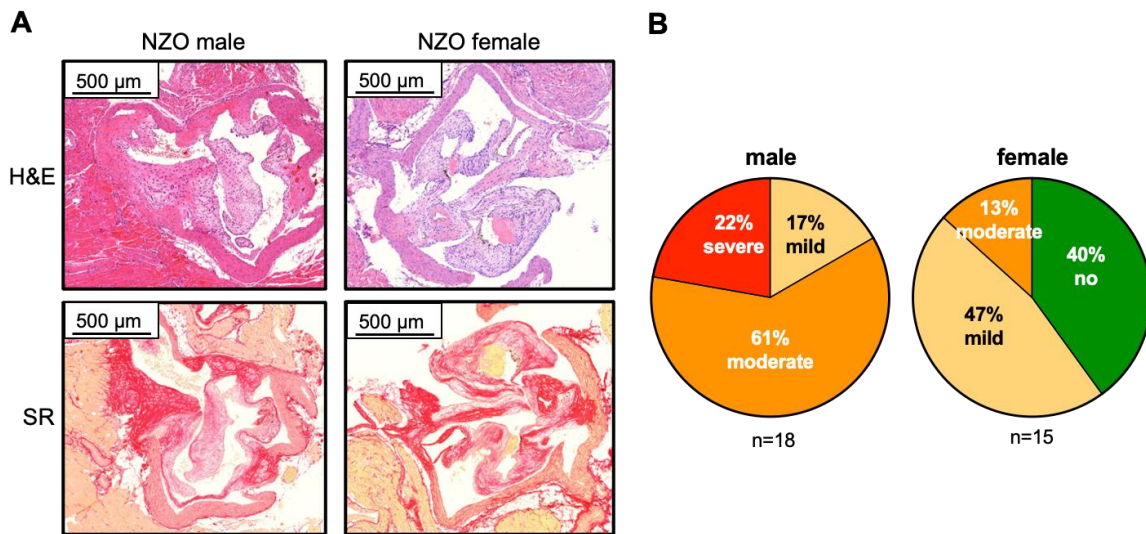 A
NZO male
NZO female
500 µm
500 µm
H&E
500 µm
500 µm
SR
B
male
female
22%
severe
17%
mild
61%
moderate
13%
moderate
40%
no
47%
mild
n=18
n=15